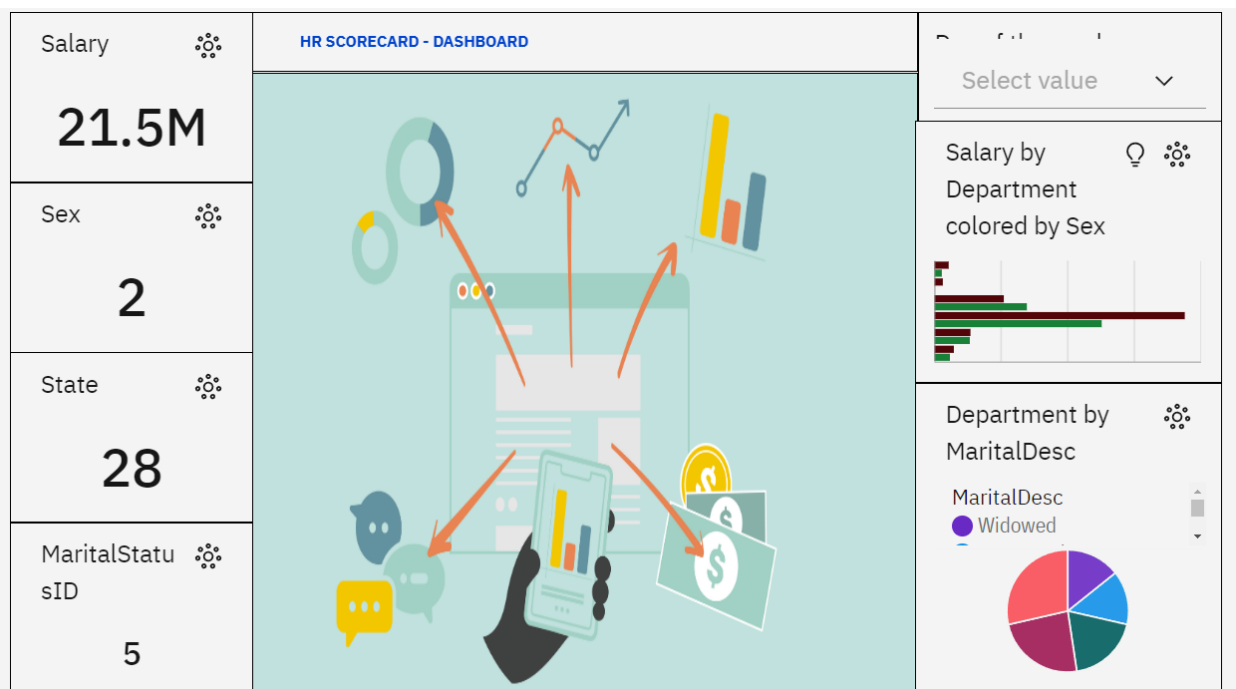 Salary
21.5M
Sex
2
State
28
MaritalStatu
sID
5
HR SCORECARD - DASHBOARD
Select value
Salary by
Department
colored by Sex
Department by
MaritalDesc
MaritalDesc
Widowed